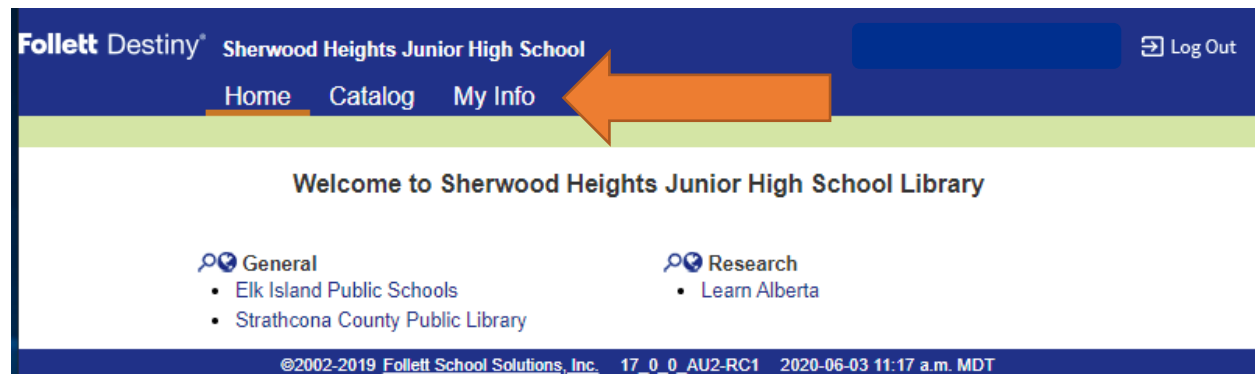 Follett Destiny® Sherwood Heights Junior High School Log Out
Home Catalog My Info
Welcome to Sherwood Heights Junior High School Library
General
• Elk Island Public Schools
• Strathcona County Public Library
Research
• Learn Alberta
©2002-2019 Follett School Solutions, Inc. 17_0_0_AU2-RC1 2020-06-03 11:17 a.m. MDT